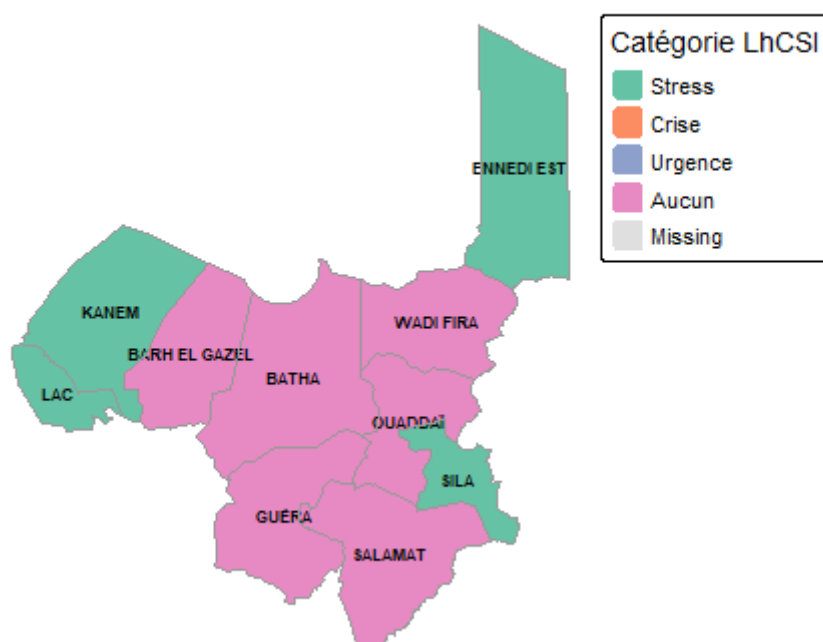 Catégorie LhCSI
Stress
Crise
Urgence
Aucun
Missing
ENNEDI EST
KANEM
WADI FIRA
BARH EL GAZEL
BATHA
LAC
OUADDAÏ
SILA
GUÉRA
SALAMAT